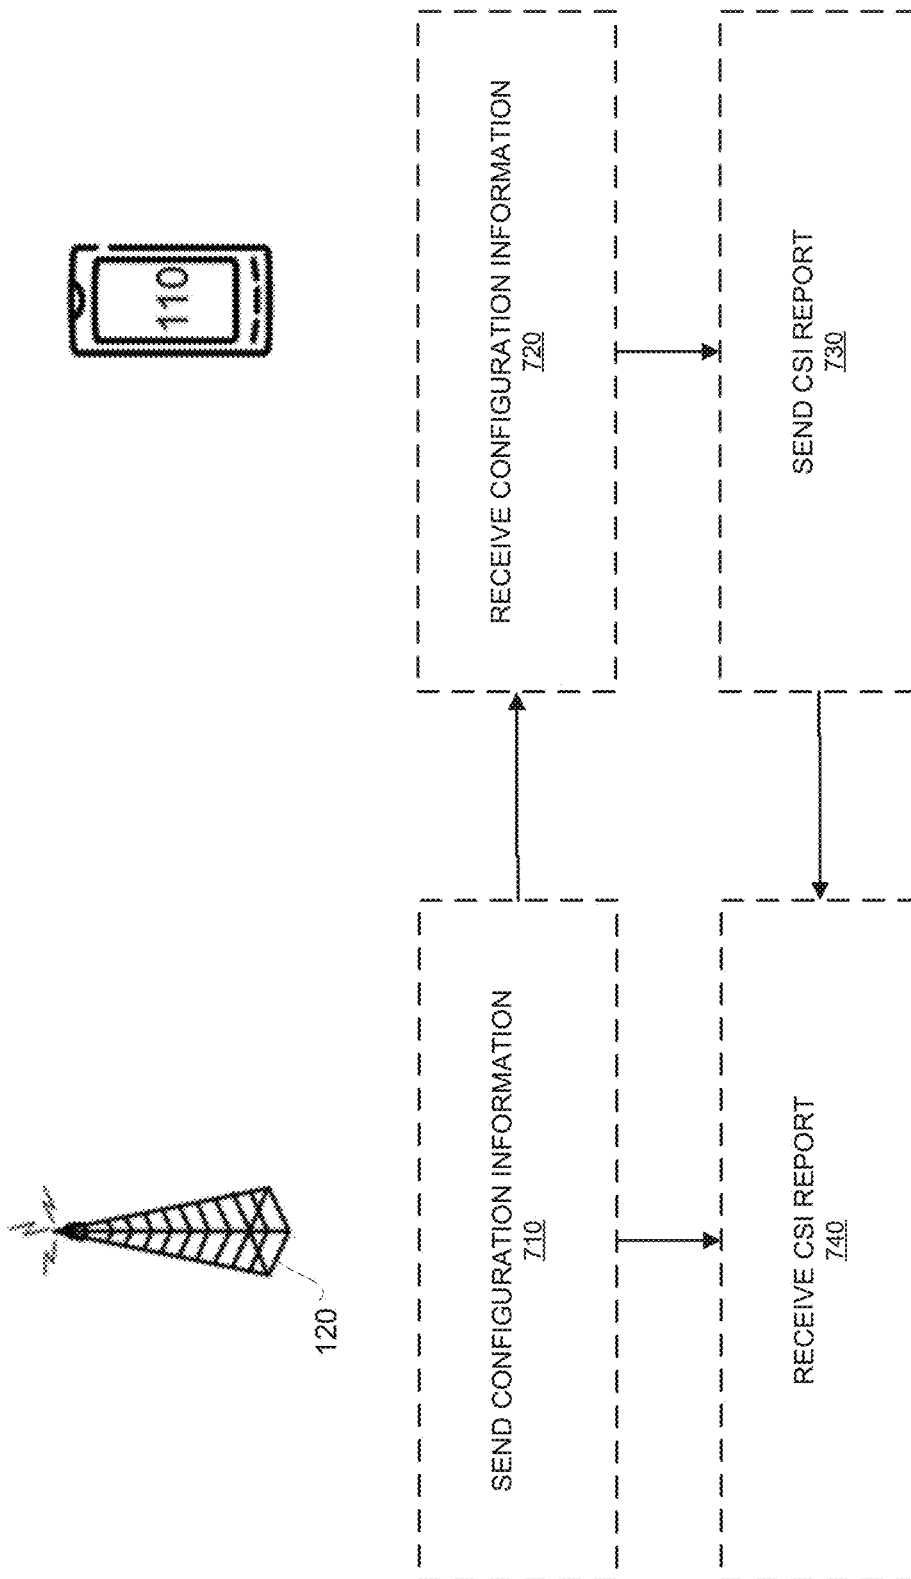 120
110
SEND CONFIGURATION INFORMATION
710
RECEIVE CONFIGURATION INFORMATION
720
RECEIVE CSI REPORT
740
SEND CSI REPORT
730